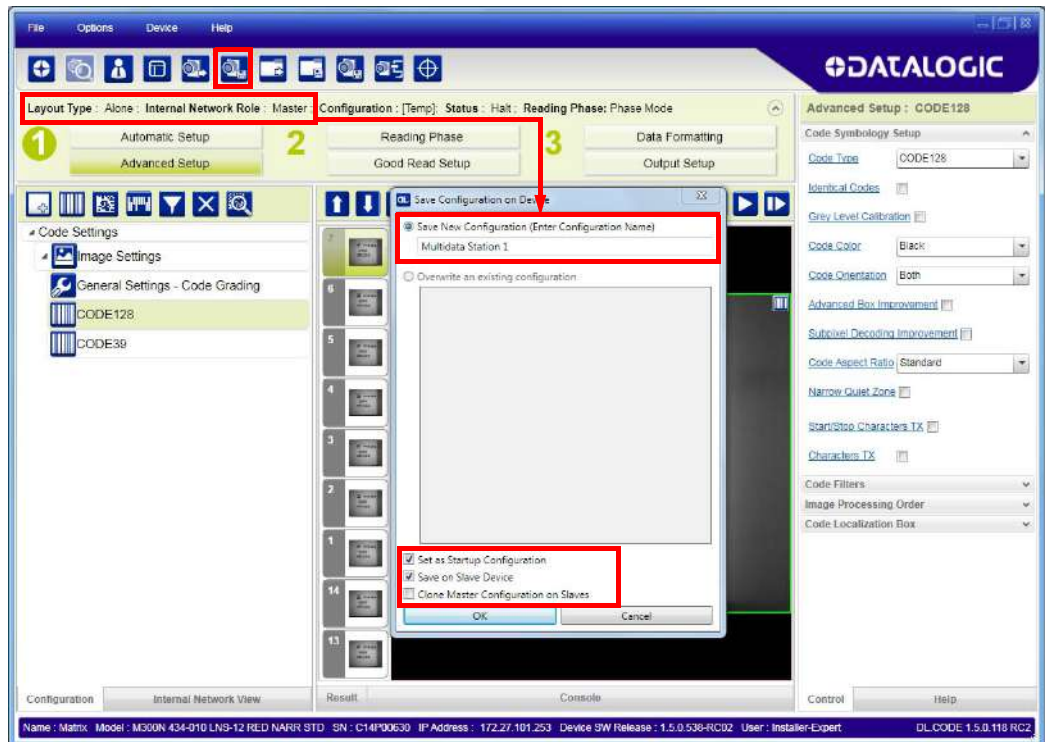 File Options Device Help
DATALOGIC
Layout Type : Alone : Internal Network Role : Master : Configuration : [Temp]: Status : Halt : Reading Phase: Phase Mode
1 Automatic Setup
Advanced Setup
2 Reading Phase
Good Read Setup
3 Data Formatting
Output Setup
Code Settings
Image Settings
General Settings - Code Grading
CODE128
CODE39
7
6
5
4
3
2
1
14
13
Save Configuration on Device
Save New Configuration (Enter Configuration Name)
Multidata Station 1
Overwrite an existing configuration
Set as Startup Configuration
Save on Slave Device
Clone Master Configuration on Slaves
OK Cancel
Advanced Setup : CODE128
Code Symbology Setup
Code Type CODE128
Identical Codes
Grey Level Calibration
Code Color Black
Code Orientation Both
Advanced Box Improvement
Subpixel Decoding Improvement
Code Aspect Ratio Standard
Narrow Quiet Zone
Start/Stop Characters TX
Characters TX
Code Filters
Image Processing Order
Code Localization Box
Configuration Internal Network View
Result Console
Control Help
Name : Matrix Model : M300N 434-010 LNS-12 RED NARR STD SN : C14P00630 IP Address : 172.27.101.253 Device SW Release : 1.5.0.538-RC02 User : Installer-Expert DL.CODE 1.5.0.118 RC2